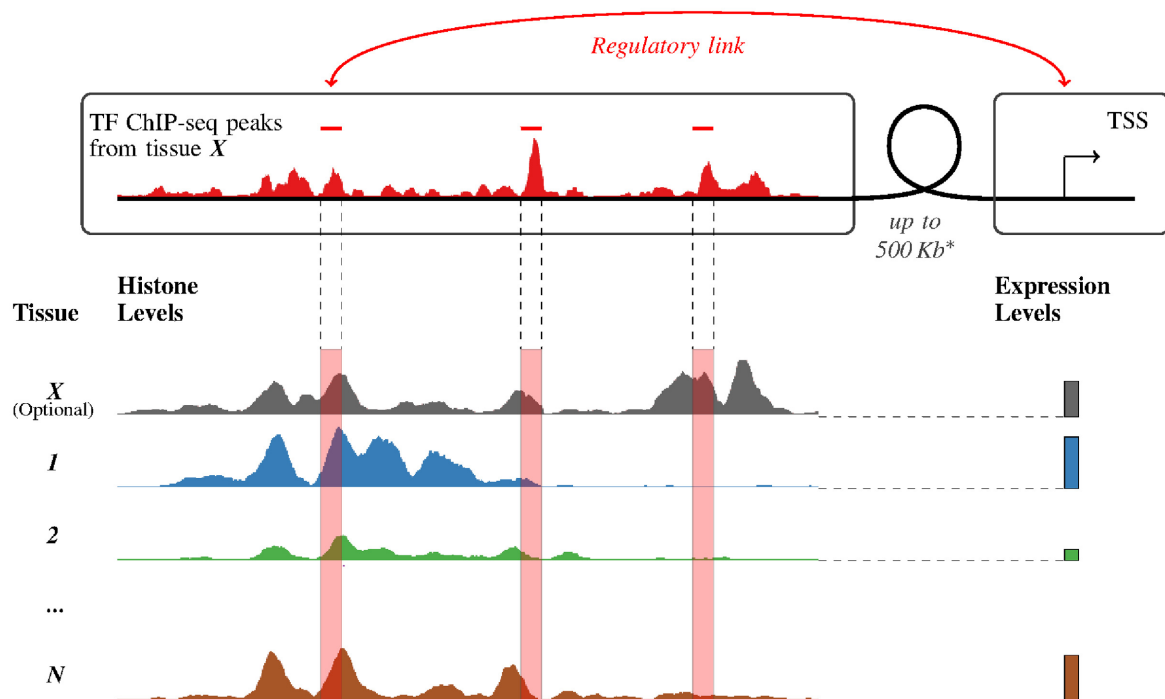 Regulatory link
TF ChIP-seq peaks
from tissue X
TSS
up to
500 Kb*
Tissue
Histone
Levels
Expression
Levels
X
(Optional)
1
2
...
N